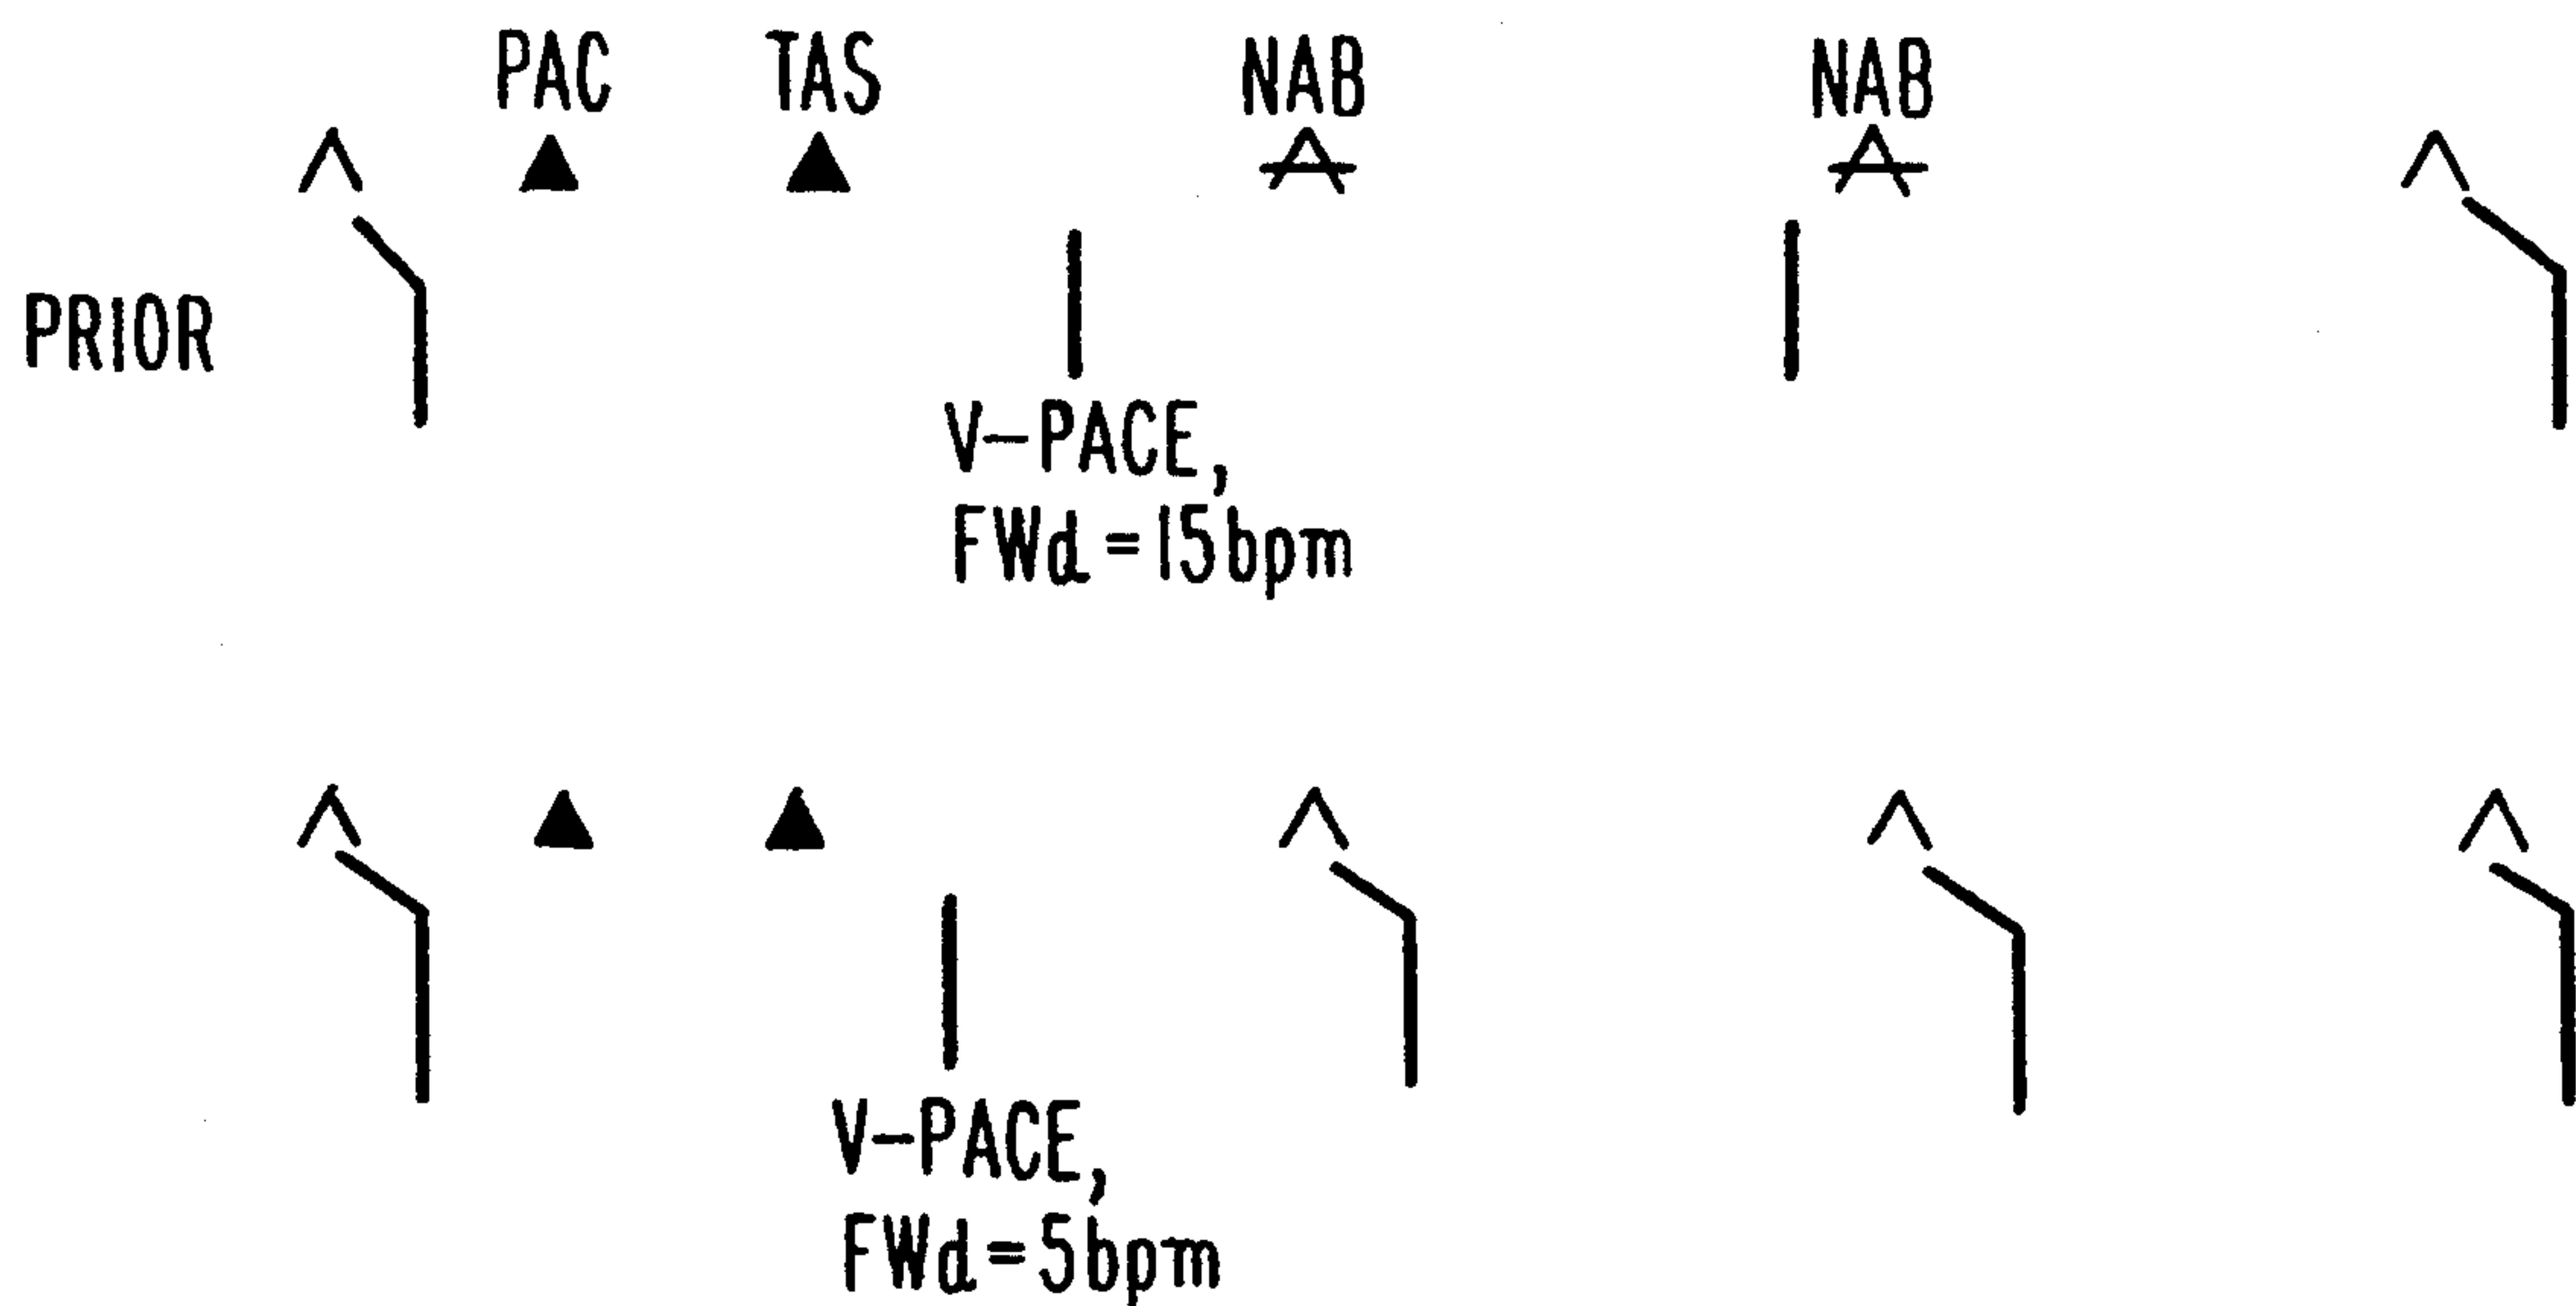 PAC TAS NAB NAB
PRIOR
V-PACE,
FWd = 15bpm
V-PACE,
FWd = 5bpm